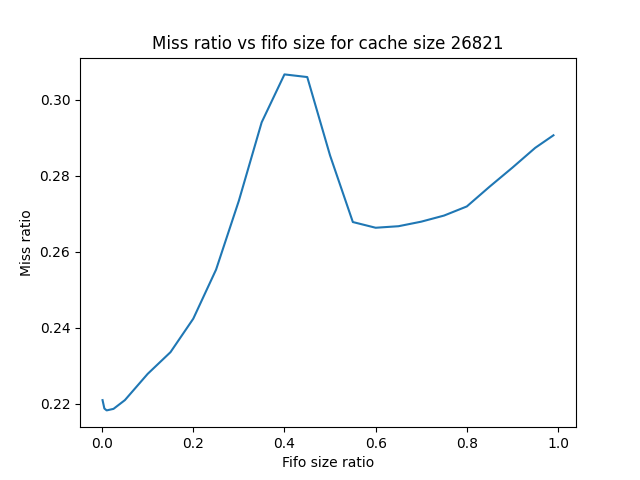 Miss ratio vs fifo size for cache size 26821
0.30
0.28
0.26
0.24
0.22
Miss ratio
0.0 0.2 0.4 0.6 0.8 1.0
Fifo size ratio